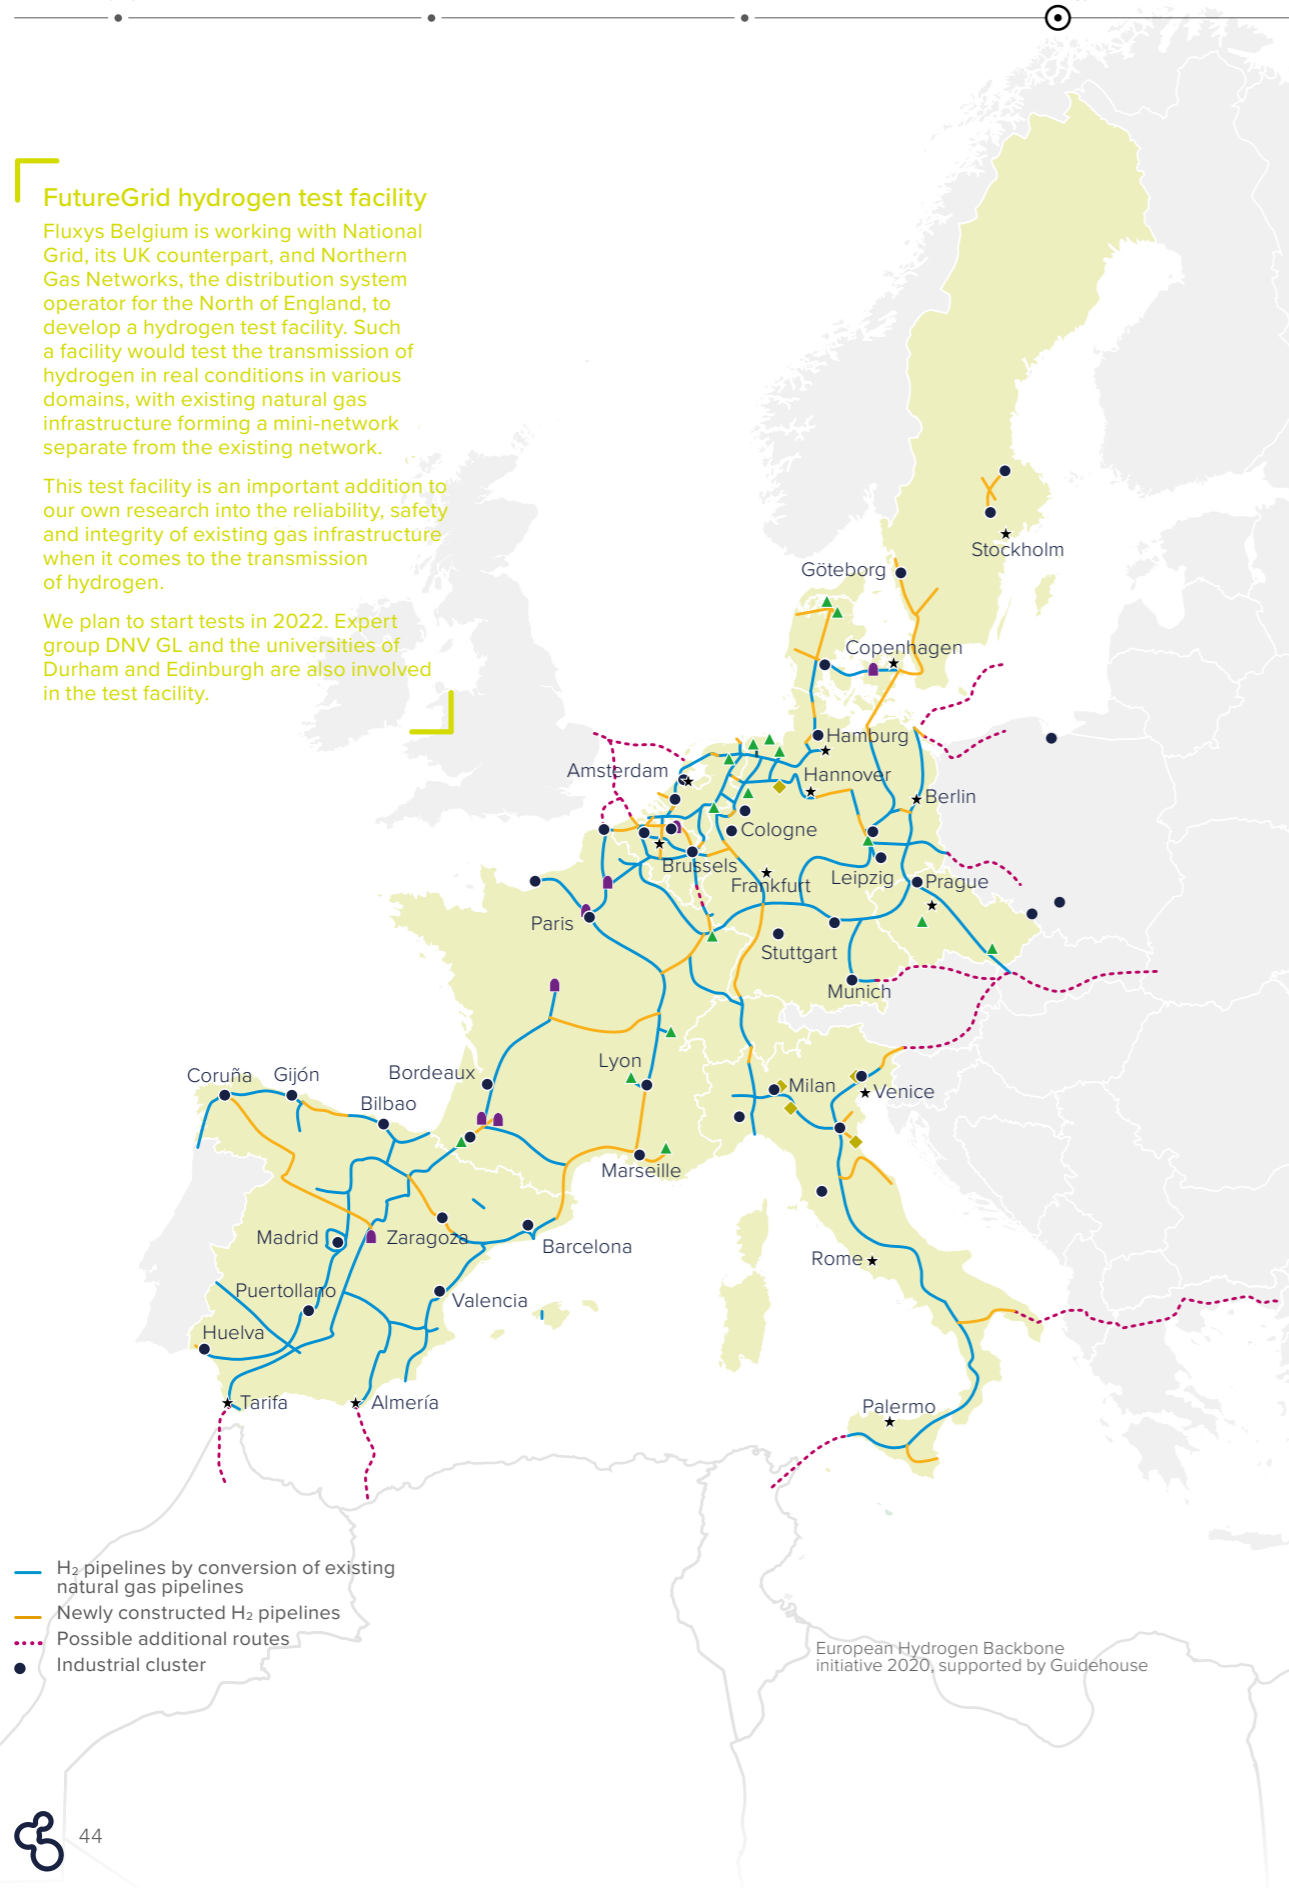 FutureGrid hydrogen test facility
Fluxys Belgium is working with National
Grid, its UK counterpart, and Northern
Gas Networks, the distribution system
operator for the North of England, to
develop a hydrogen test facility. Such
a facility would test the transmission of
hydrogen in real conditions in various
domains, with existing natural gas
infrastructure forming a mini-network
separate from the existing network.
This test facility is an important addition to
our own research into the reliability, safety
and integrity of existing gas infrastructure
when it comes to the transmission
of hydrogen.
We plan to start tests in 2022. Expert
group DNV GL and the universities of
Durham and Edinburgh are also involved
in the test facility.
Stockholm
Göteborg
Copenhagen
Hamburg
Amsterdam
Hannover
Berlin
Cologne
Brussels
Frankfurt
Leipzig
Prague
Paris
Stuttgart
Munich
Lyon
Coruña
Gijón
Bordeaux
Milan
Venice
Bilbao
Marseille
Madrid
Zaragoza
Barcelona
Rome
Puertollano
Valencia
Huelva
Tarifa
Almería
Palermo
H₂ pipelines by conversion of existing
natural gas pipelines
Newly constructed H₂ pipelines
Possible additional routes
Industrial cluster
European Hydrogen Backbone
initiative 2020, supported by Guidehouse
44